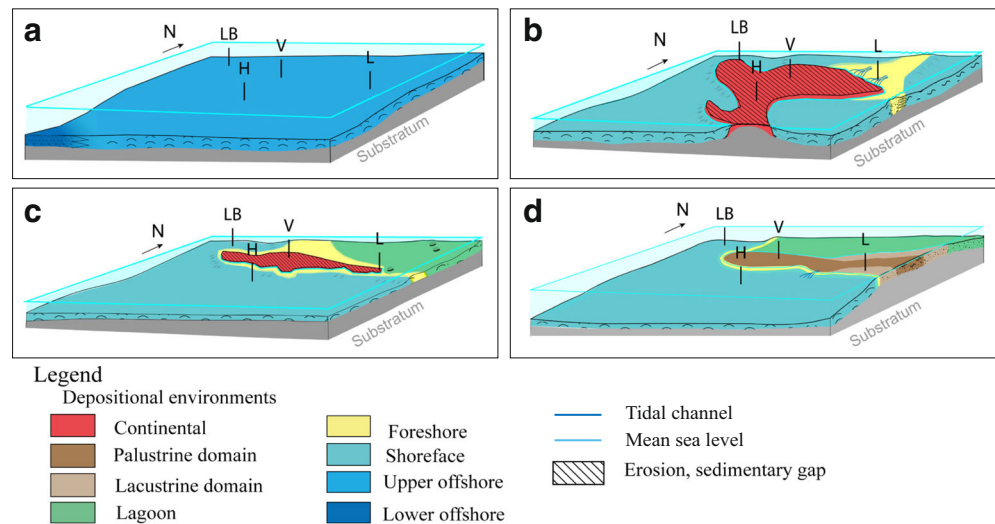 a
N
LB
V
H
L
Substratum
b
N
LB
V
H
L
Substratum
c
N
LB
V
H
L
Substratum
d
N
LB
V
H
L
Substratum
Legend
Depositional environments
Continental
Palustrine domain
Lacustrine domain
Lagoon
Foreshore
Shoreface
Upper offshore
Lower offshore
Tidal channel
Mean sea level
Erosion, sedimentary gap